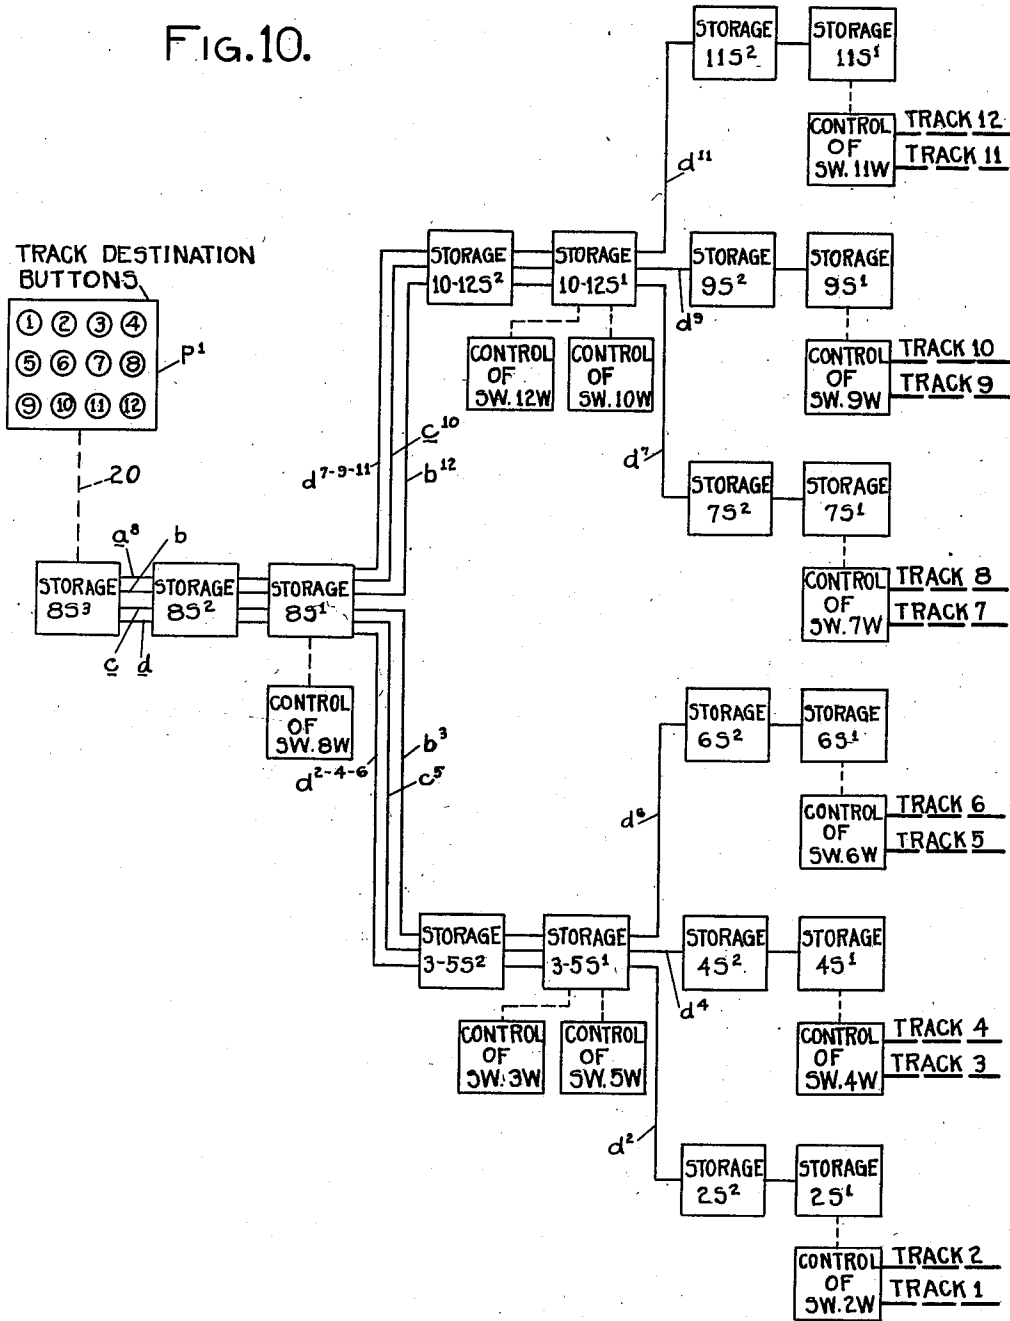 FIG.10.
STORAGE
11S²
STORAGE
11S¹
CONTROL
OF
SW.11W
TRACK 12
TRACK 11
d¹¹
TRACK DESTINATION
BUTTONS
1 2 3 4
5 6 7 8
9 10 11 12
P¹
20
STORAGE
10-12S²
STORAGE
10-12S¹
STORAGE
9S²
STORAGE
9S¹
d⁹
CONTROL
OF
SW.12W
CONTROL
OF
SW.10W
CONTROL
OF
SW.9W
TRACK 10
TRACK 9
d⁷⁻⁹⁻¹¹
c¹⁰
b¹²
d⁷
STORAGE
7S²
STORAGE
7S¹
CONTROL
OF
SW.7W
TRACK 8
TRACK 7
a⁸
b
STORAGE
8S³
STORAGE
8S²
STORAGE
8S¹
c
d
CONTROL
OF
SW.8W
d²⁻⁴⁻⁶
c⁵
b³
STORAGE
6S²
STORAGE
6S¹
d⁶
CONTROL
OF
SW.6W
TRACK 6
TRACK 5
STORAGE
3-5S²
STORAGE
3-5S¹
STORAGE
4S²
STORAGE
4S¹
d⁴
CONTROL
OF
SW.3W
CONTROL
OF
SW.5W
CONTROL
OF
SW.4W
TRACK 4
TRACK 3
d²
STORAGE
2S²
STORAGE
2S¹
CONTROL
OF
SW.2W
TRACK 2
TRACK 1